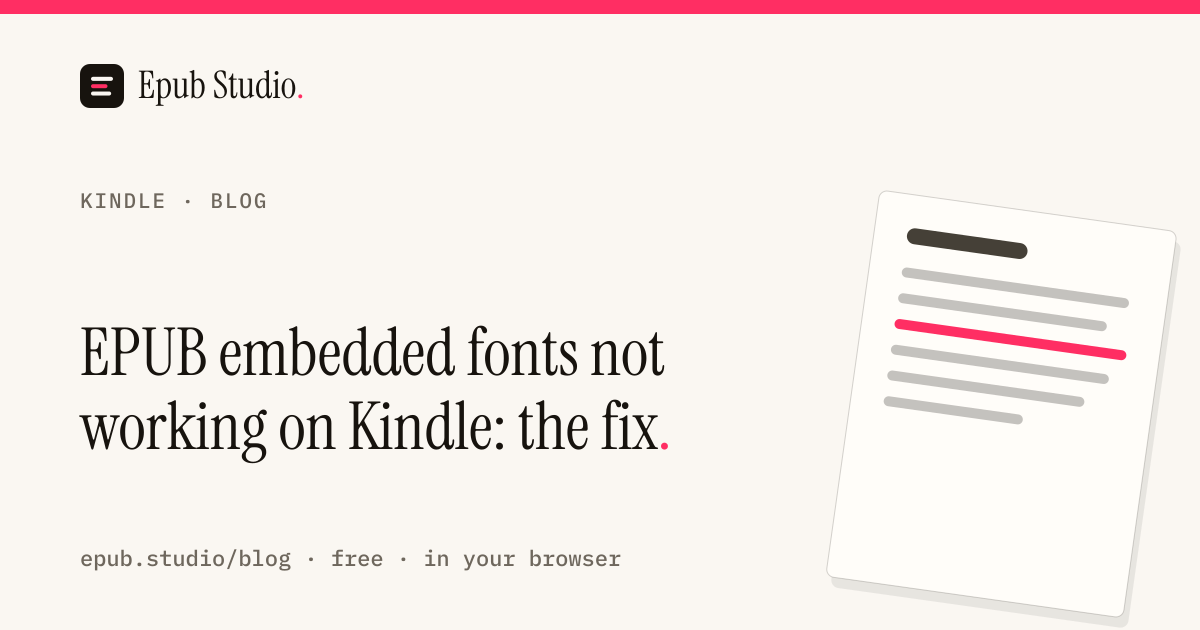 Epub Studio.
KINDLE · BLOG
EPUB embedded fonts not
working on Kindle: the fix.
epub.studio/blog · free · in your browser